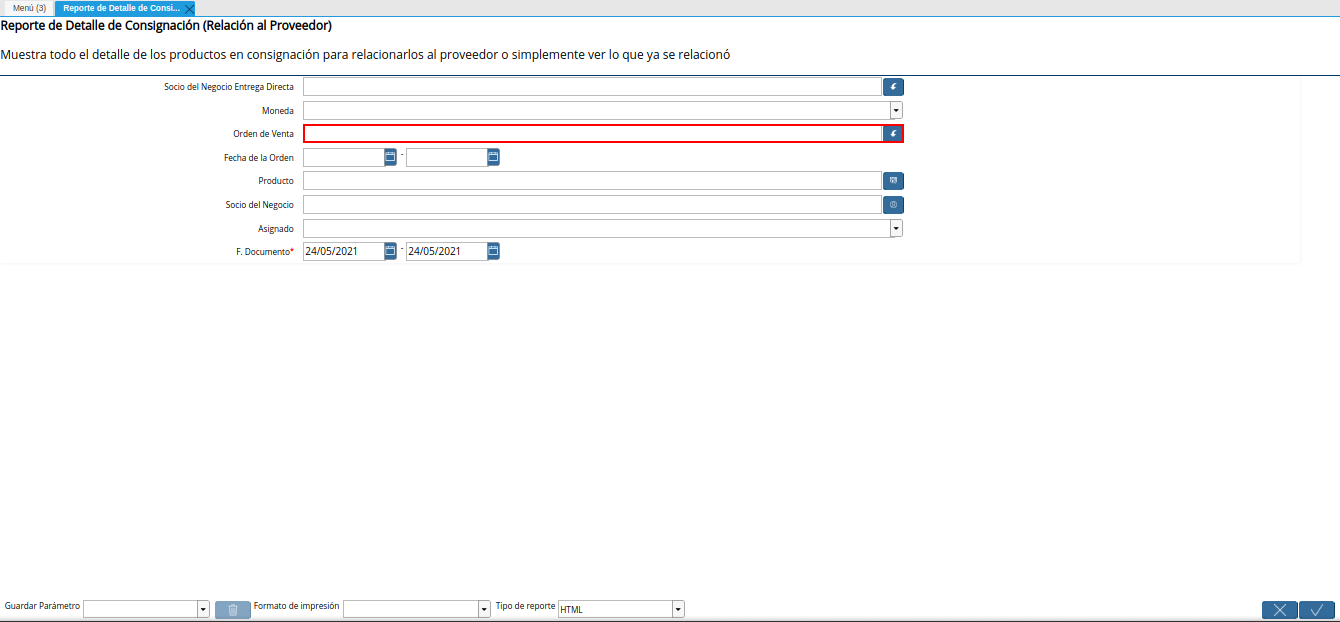 Menú (3) Reporte de Detalle de Consi...
Reporte de Detalle de Consignación (Relación al Proveedor)
Muestra todo el detalle de los productos en consignación para relacionarlos al proveedor o simplemente ver lo que ya se relacionó
Socio del Negocio Entrega Directa
Moneda
Orden de Venta
Fecha de la Orden -
Producto
Socio del Negocio
Asignado
F. Documento* 24/05/2021 - 24/05/2021
Guardar Parámetro Formato de impresión Tipo de reporte HTML